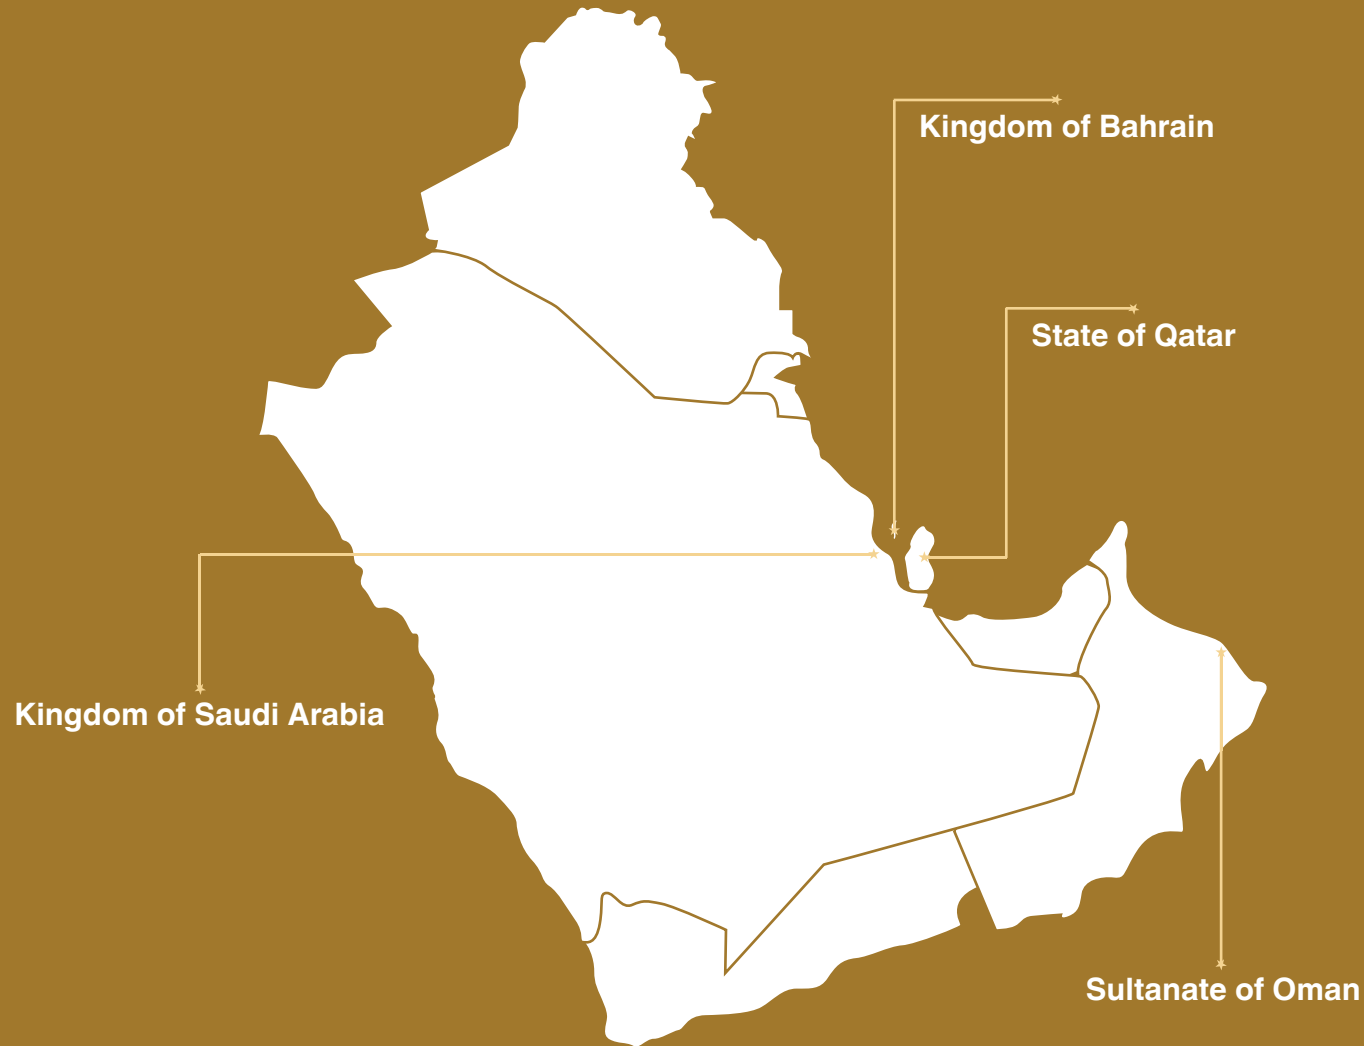 Kingdom of Bahrain
State of Qatar
Kingdom of Saudi Arabia
Sultanate of Oman